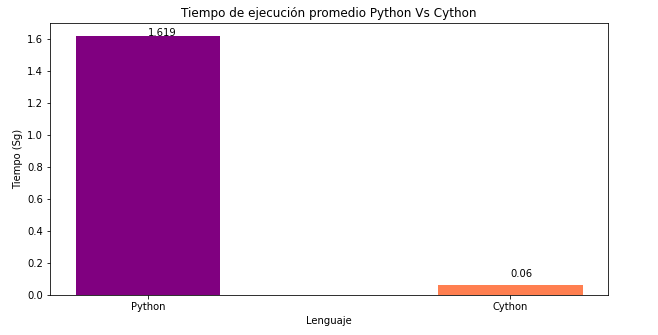 Tiempo de ejecución promedio Python Vs Cython
1.619
1.6
1.4
1.2
1.0
0.8
0.6
0.4
0.2
0.0
Tiempo (Sg)
0.06
Python
Cython
Lenguaje